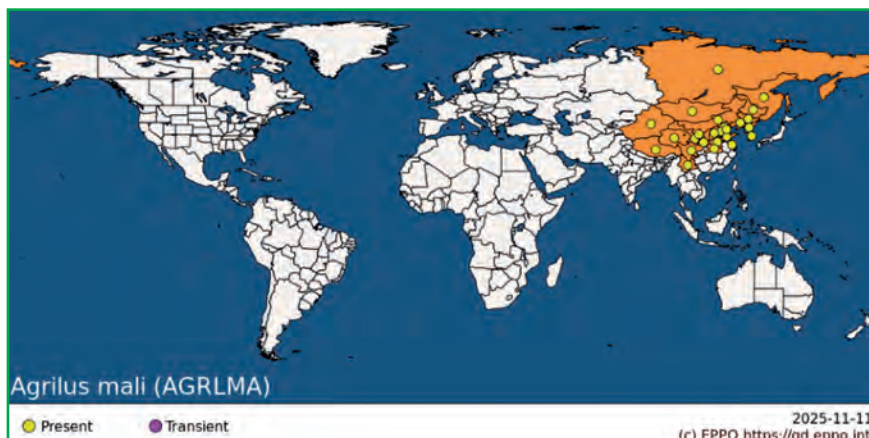 Agrilus mali (AGRLMA)
Present
Transient
2025-11-11
(c) EPPO https://gd.eppo.int